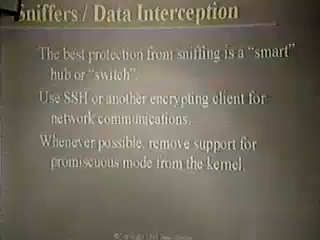 Sniffers / Data Interception
The best protection from sniffing is a "smart"
hub or "switch".
Use SSH or another encrypting client for
network communications.
Whenever possible, remove support for
promiscuous mode from the kernel.